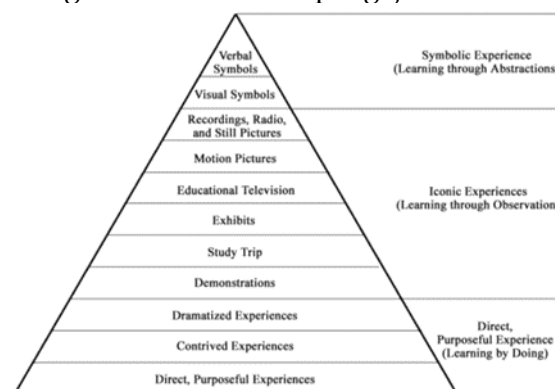 Verbal
Symbols
Visual Symbols
Recordings, Radio,
and Still Pictures
Motion Pictures
Educational Television
Exhibits
Study Trip
Demonstrations
Dramatized Experiences
Contrived Experiences
Direct, Purposeful Experiences
Symbolic Experience
(Learning through Abstractions
Iconic Experiences
(Learning through Observation
Direct,
Purposeful Experience
(Learning by Doing)